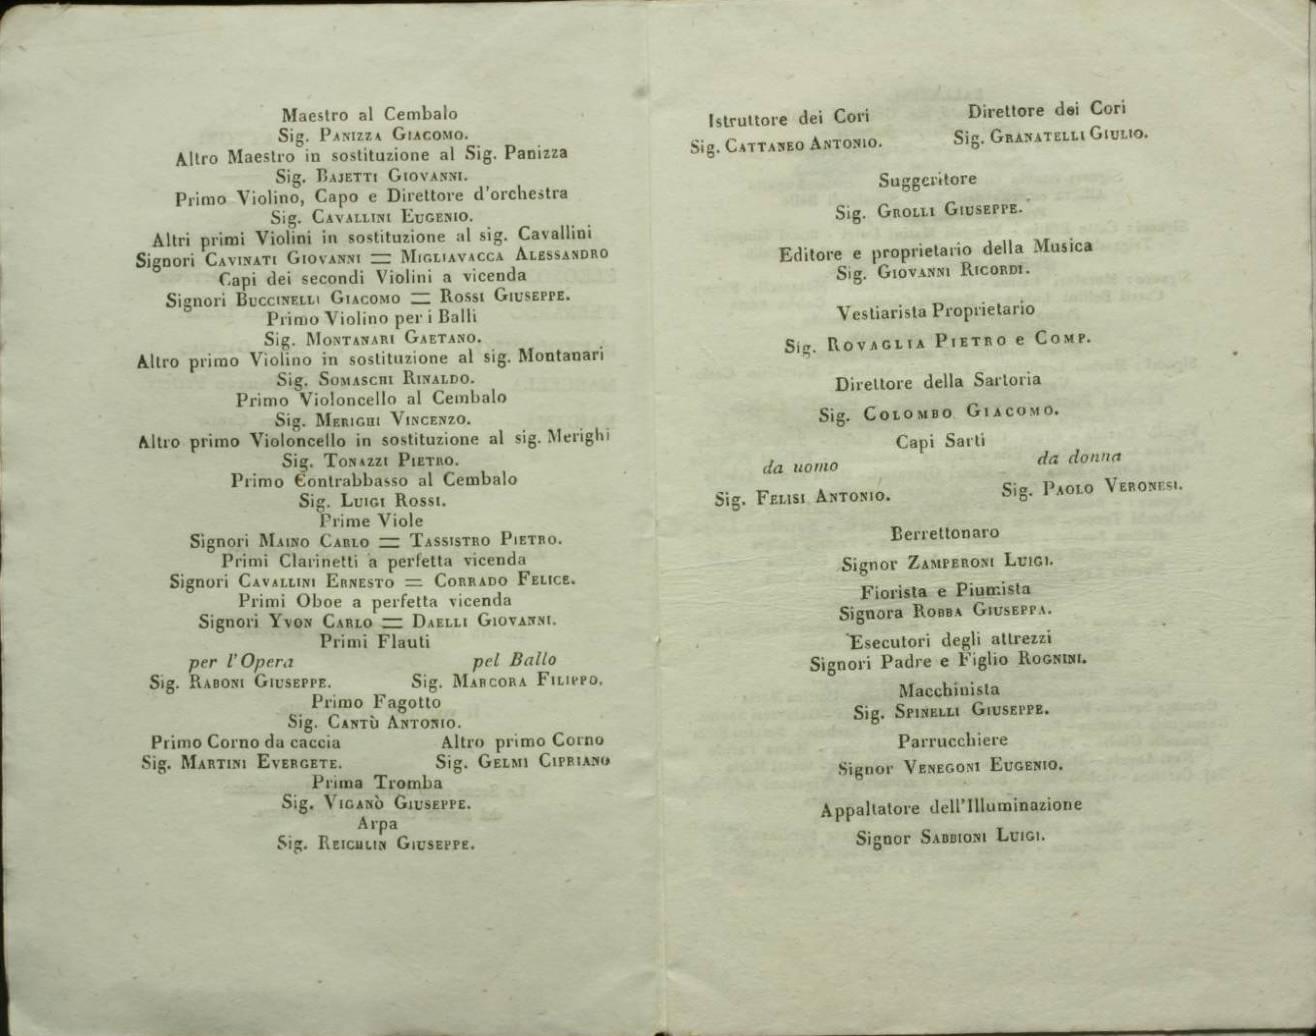 Maestro al Cembalo
Sig. PANIZZA GIACOMO.
Altro Maestro in sostituzione al Sig. Panizza
Sig. BAJETTI GIOVANNI.
Primo Violino, Capo e Direttore d'orchestra
Sig. CAVALLINI EUGENIO.
Altri primi Violini in sostituzione al sig. Cavallini
Signori CAVINATI GIOVANNI = MIGLIAVACCA ALESSANDRO
Capi dei secondi Violini a vicenda
Signori BUCCINELLI GIACOMO = ROSSI GIUSEPPE.
Primo Violino per i Balli
Sig. MONTANARI GAETANO.
Altro primo Violino in sostituzione al sig. Montanari
Sig. SOMASCHI RINALDO.
Primo Violoncello al Cembalo
Sig. MERIGHI VINCENZO.
Altro primo Violoncello in sostituzione al sig. Merighi
Sig. TONAZZI PIETRO.
Primo Contrabbasso al Cembalo
Sig. LUIGI ROSSI.
Prime Viole
Signori MAINO CARLO = TASSISTRO PIETRO.
Primi Clarinetti a perfetta vicenda
Signori CAVALLINI ERNESTO = CORRADO FELICE.
Primi Oboe a perfetta vicenda
Signori YVON CARLO = DAELLI GIOVANNI.
Primi Flauti
per l'Opera pel Ballo
Sig. RABONI GIUSEPPE. Sig. MARCORA FILIPPO.
Primo Fagotto
Sig. CANTÙ ANTONIO.
Primo Corno da caccia Altro primo Corno
Sig. MARTINI EVERGETE. Sig. GELMI CIPRIANO
Prima Tromba
Sig. VIGANÒ GIUSEPPE.
Arpa
Sig. REICHLIN GIUSEPPE.
Istruttore dei Cori Direttore dei Cori
Sig. CATTANEO ANTONIO. Sig. GRANATELLI GIULIO.
Suggeritore
Sig. GROLLI GIUSEPPE.
Editore e proprietario della Musica
Sig. GIOVANNI RICORDI.
Vestiarista Proprietario
Sig. ROVAGLIA PIETRO e COMP.
Direttore della Sartoria
Sig. COLOMBO GIACOMO.
Capi Sarti
da uomo da donna
Sig. FELISI ANTONIO. Sig. PAOLO VERONESI.
Berrettonaro
Signor ZAMPERONI LUIGI.
Fiorista e Piumista
Signora ROBBA GIUSEPPA.
Esecutori degli attrezzi
Signori Padre e Figlio ROGNINI.
Macchinista
Sig. SPINELLI GIUSEPPE.
Parrucchiere
Signor VENEGONI EUGENIO.
Appaltatore dell'Illuminazione
Signor SABBIONI LUIGI.